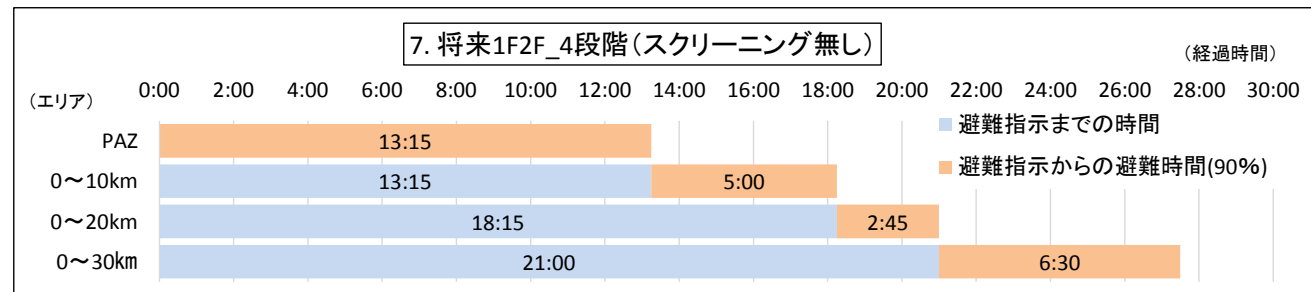 7. 将来1F2F_4段階(スクリーニング無し)
(経過時間)
(エリア) 0:00 2:00 4:00 6:00 8:00 10:00 12:00 14:00 16:00 18:00 20:00 22:00 24:00 26:00 28:00 30:00
避難指示までの時間
PAZ 13:15
避難指示からの避難時間(90%)
0～10km 13:15 5:00
0～20km 18:15 2:45
0～30㎞ 21:00 6:30